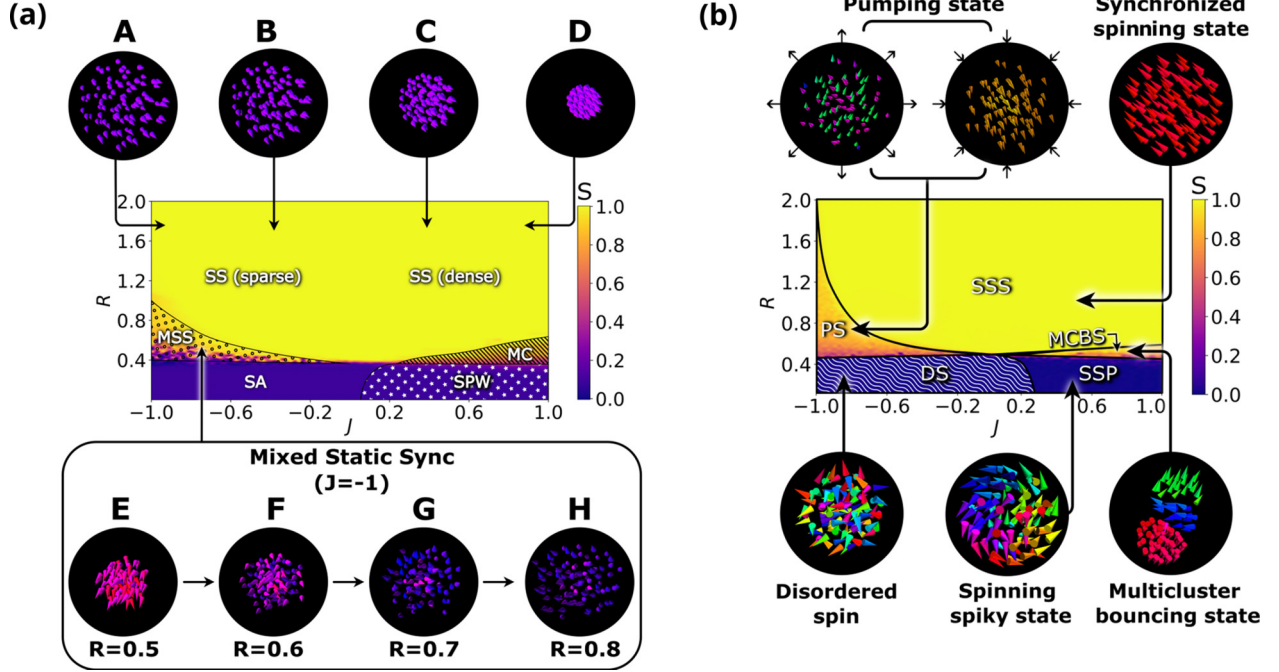 (a)
A B C D
S
2.0
1.6
1.2
0.8
0.4
R
SS (sparse)
SS (dense)
MSS
MC
SA
SPW
1.0
0.8
0.6
0.4
0.2
0.0
−1.0 −0.6 −0.2 0.2 0.6 1.0
J
Mixed Static Sync
(J=-1)
E F G H
R=0.5 R=0.6 R=0.7 R=0.8
(b)
Pumping state
Synchronized
spinning state
S
2.0
1.6
1.2
0.8
0.4
R
SSS
PS
MCBS
DS
SSP
1.0
0.8
0.6
0.4
0.2
0.0
−1.0 −0.6 −0.2 0.2 0.6 1.0
J
Disordered
spin
Spinning
spiky state
Multicluster
bouncing state